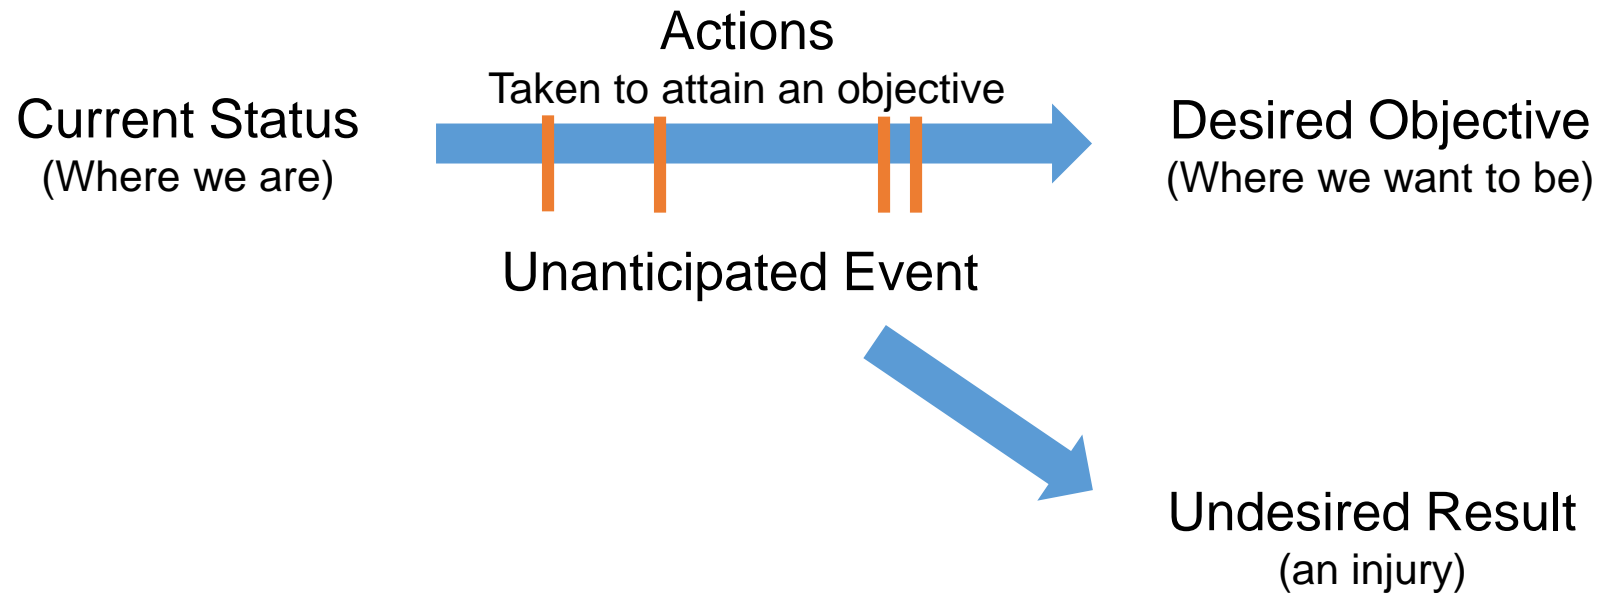 Actions
Taken to attain an objective
Current Status
(Where we are)
Desired Objective
(Where we want to be)
Unanticipated Event
Undesired Result
(an injury)